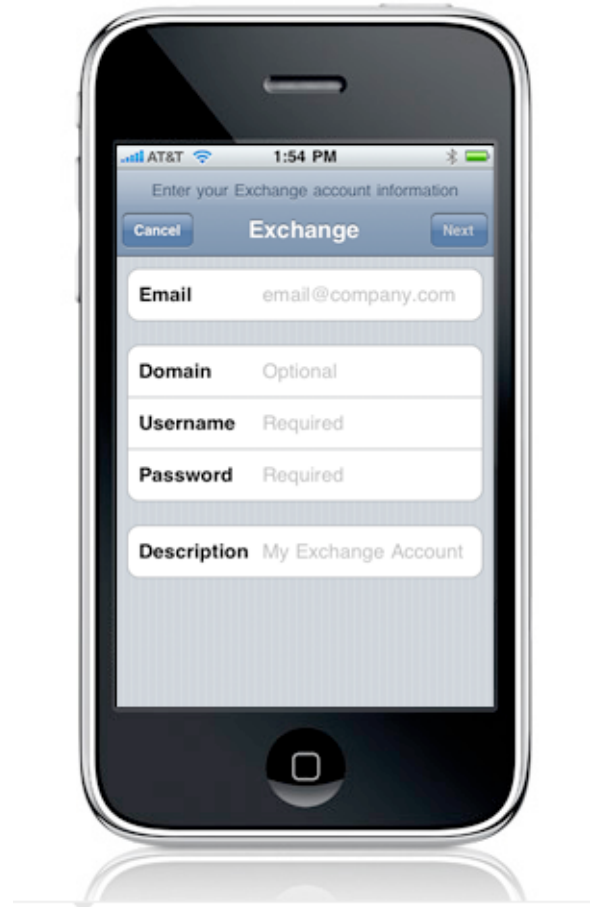 AT&T 1:54 PM
Enter your Exchange account information
Cancel Exchange Next
Email email@company.com
Domain Optional
Username Required
Password Required
Description My Exchange Account